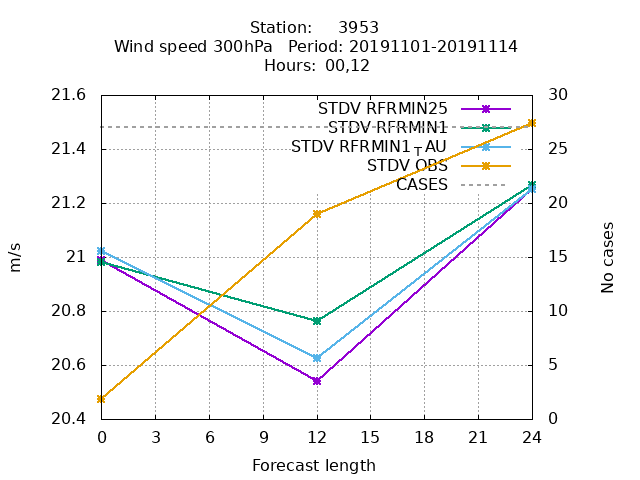 Station: 3953
Wind speed 300hPa Period: 20191101-20191114
Hours: 00,12
21.6
21.4
21.2
21
20.8
20.6
20.4
30
25
20
15
10
5
0
STDV RFRMIN25
STDV RFRMIN1
STDV RFRMIN1TAU
STDV OBS
CASES
m/s
No cases
0 3 6 9 12 15 18 21 24
Forecast length